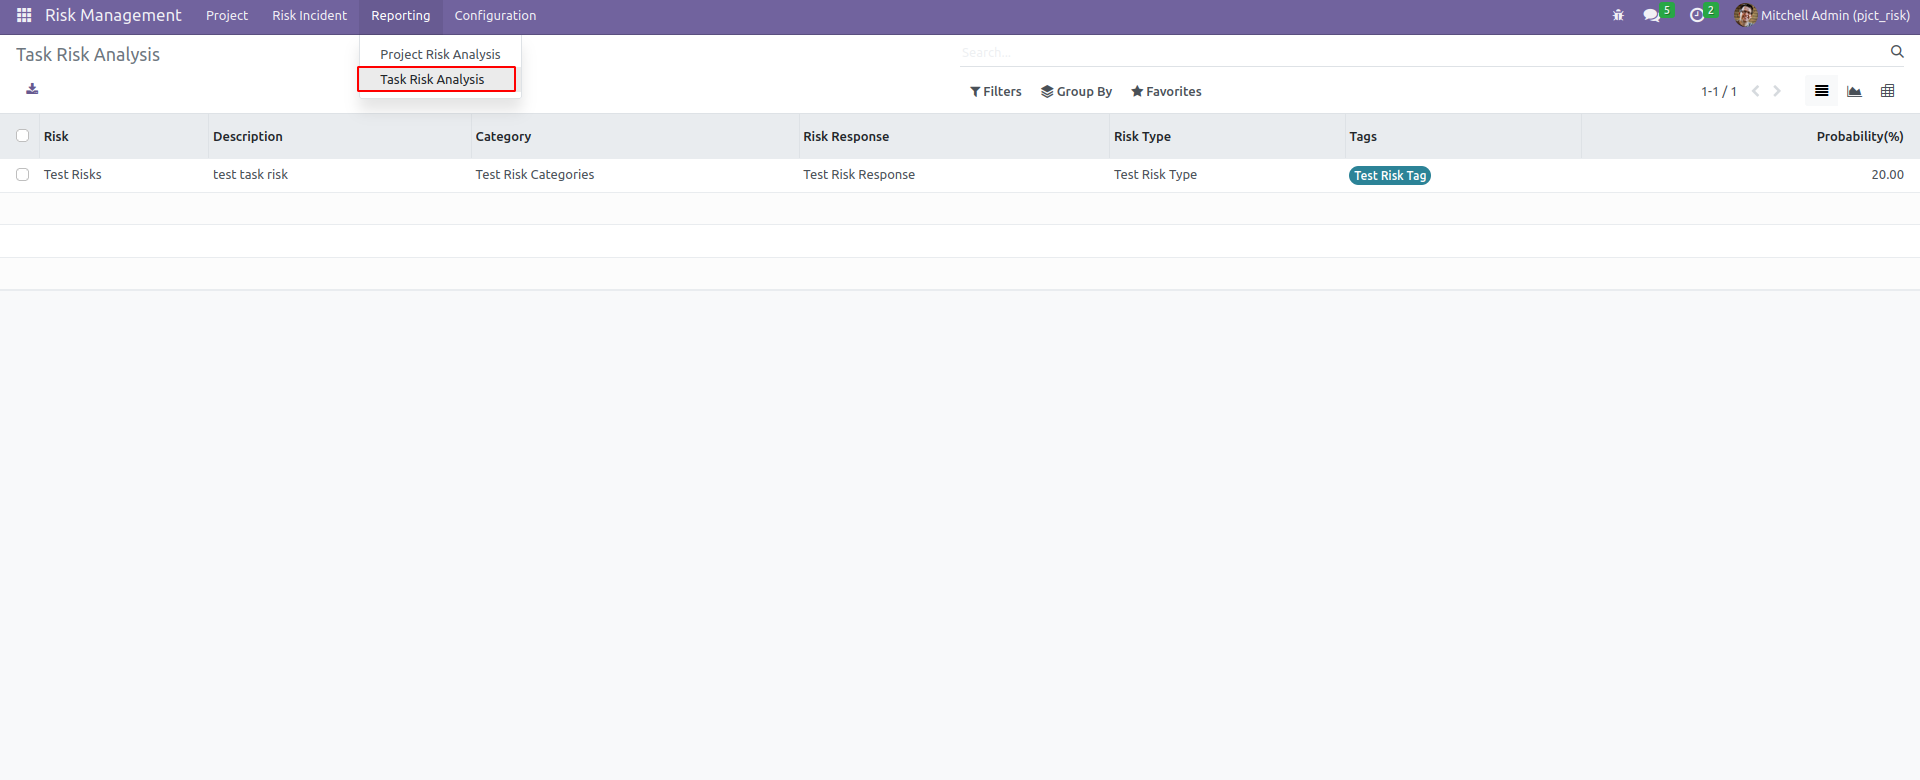 Risk Management Project Risk Incident Reporting Configuration 5 2 Mitchell Admin (pjct_risk)
Task Risk Analysis Search...
Project Risk Analysis
Task Risk Analysis
Filters Group By Favorites 1-1 / 1
Risk Description Category Risk Response Risk Type Tags Probability(%)
Test Risks test task risk Test Risk Categories Test Risk Response Test Risk Type Test Risk Tag 20.00